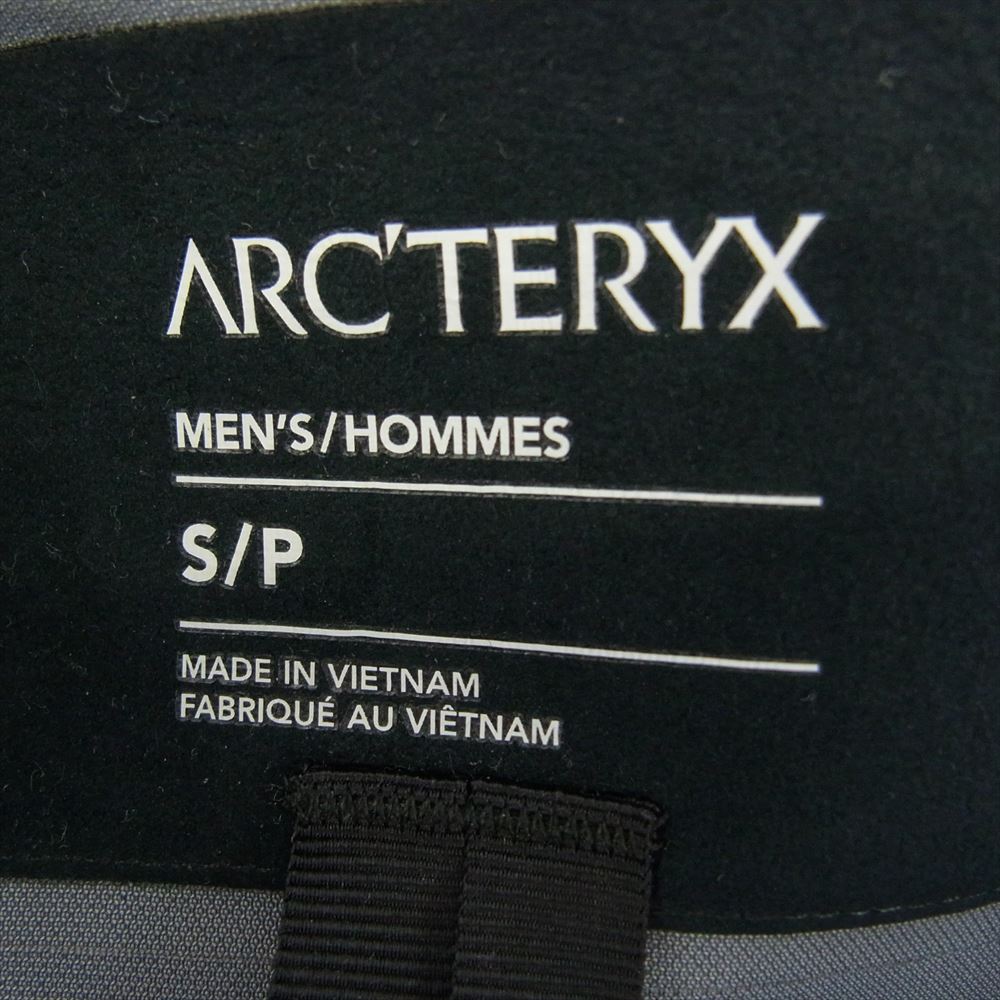 ARC'TERYX
MEN'S/HOMMES
S/P
MADE IN VIETNAM
FABRIQUÉ AU VIÊTNAM